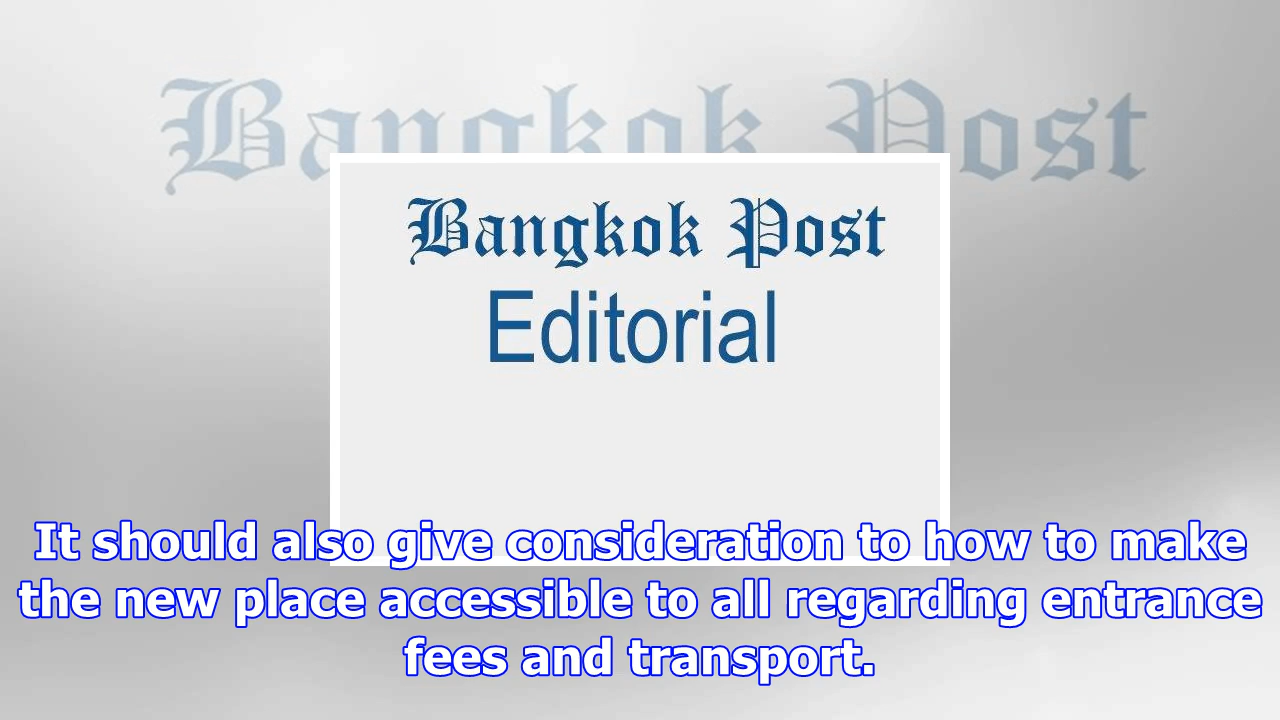 Bangkok Post
Bangkok Post
Editorial
It should also give consideration to how to make
the new place accessible to all regarding entrance
fees and transport.